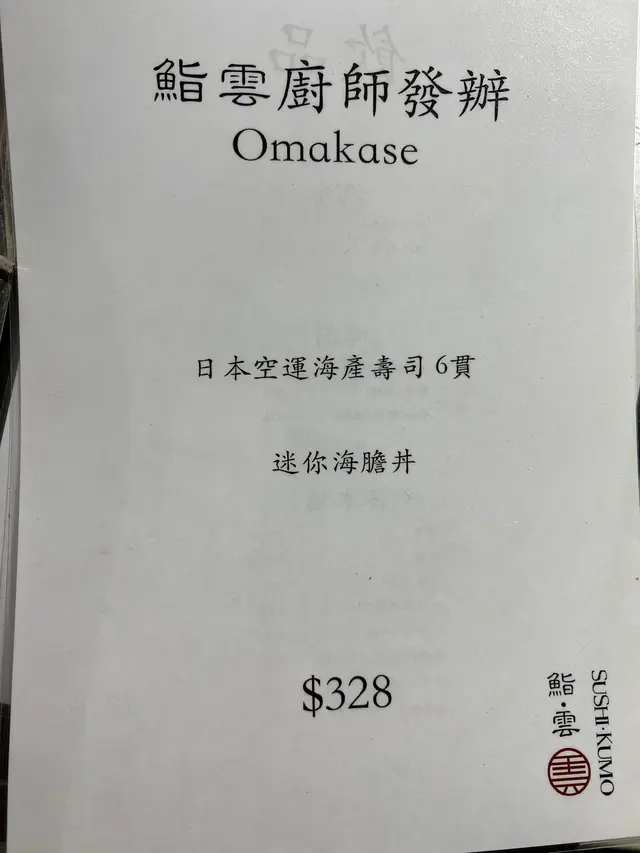 鮨雲廚師發辦
Omakase
日本空運海產壽司 6貫
迷你海膽丼
$328
鮨·雲
SUSHI·KUMO